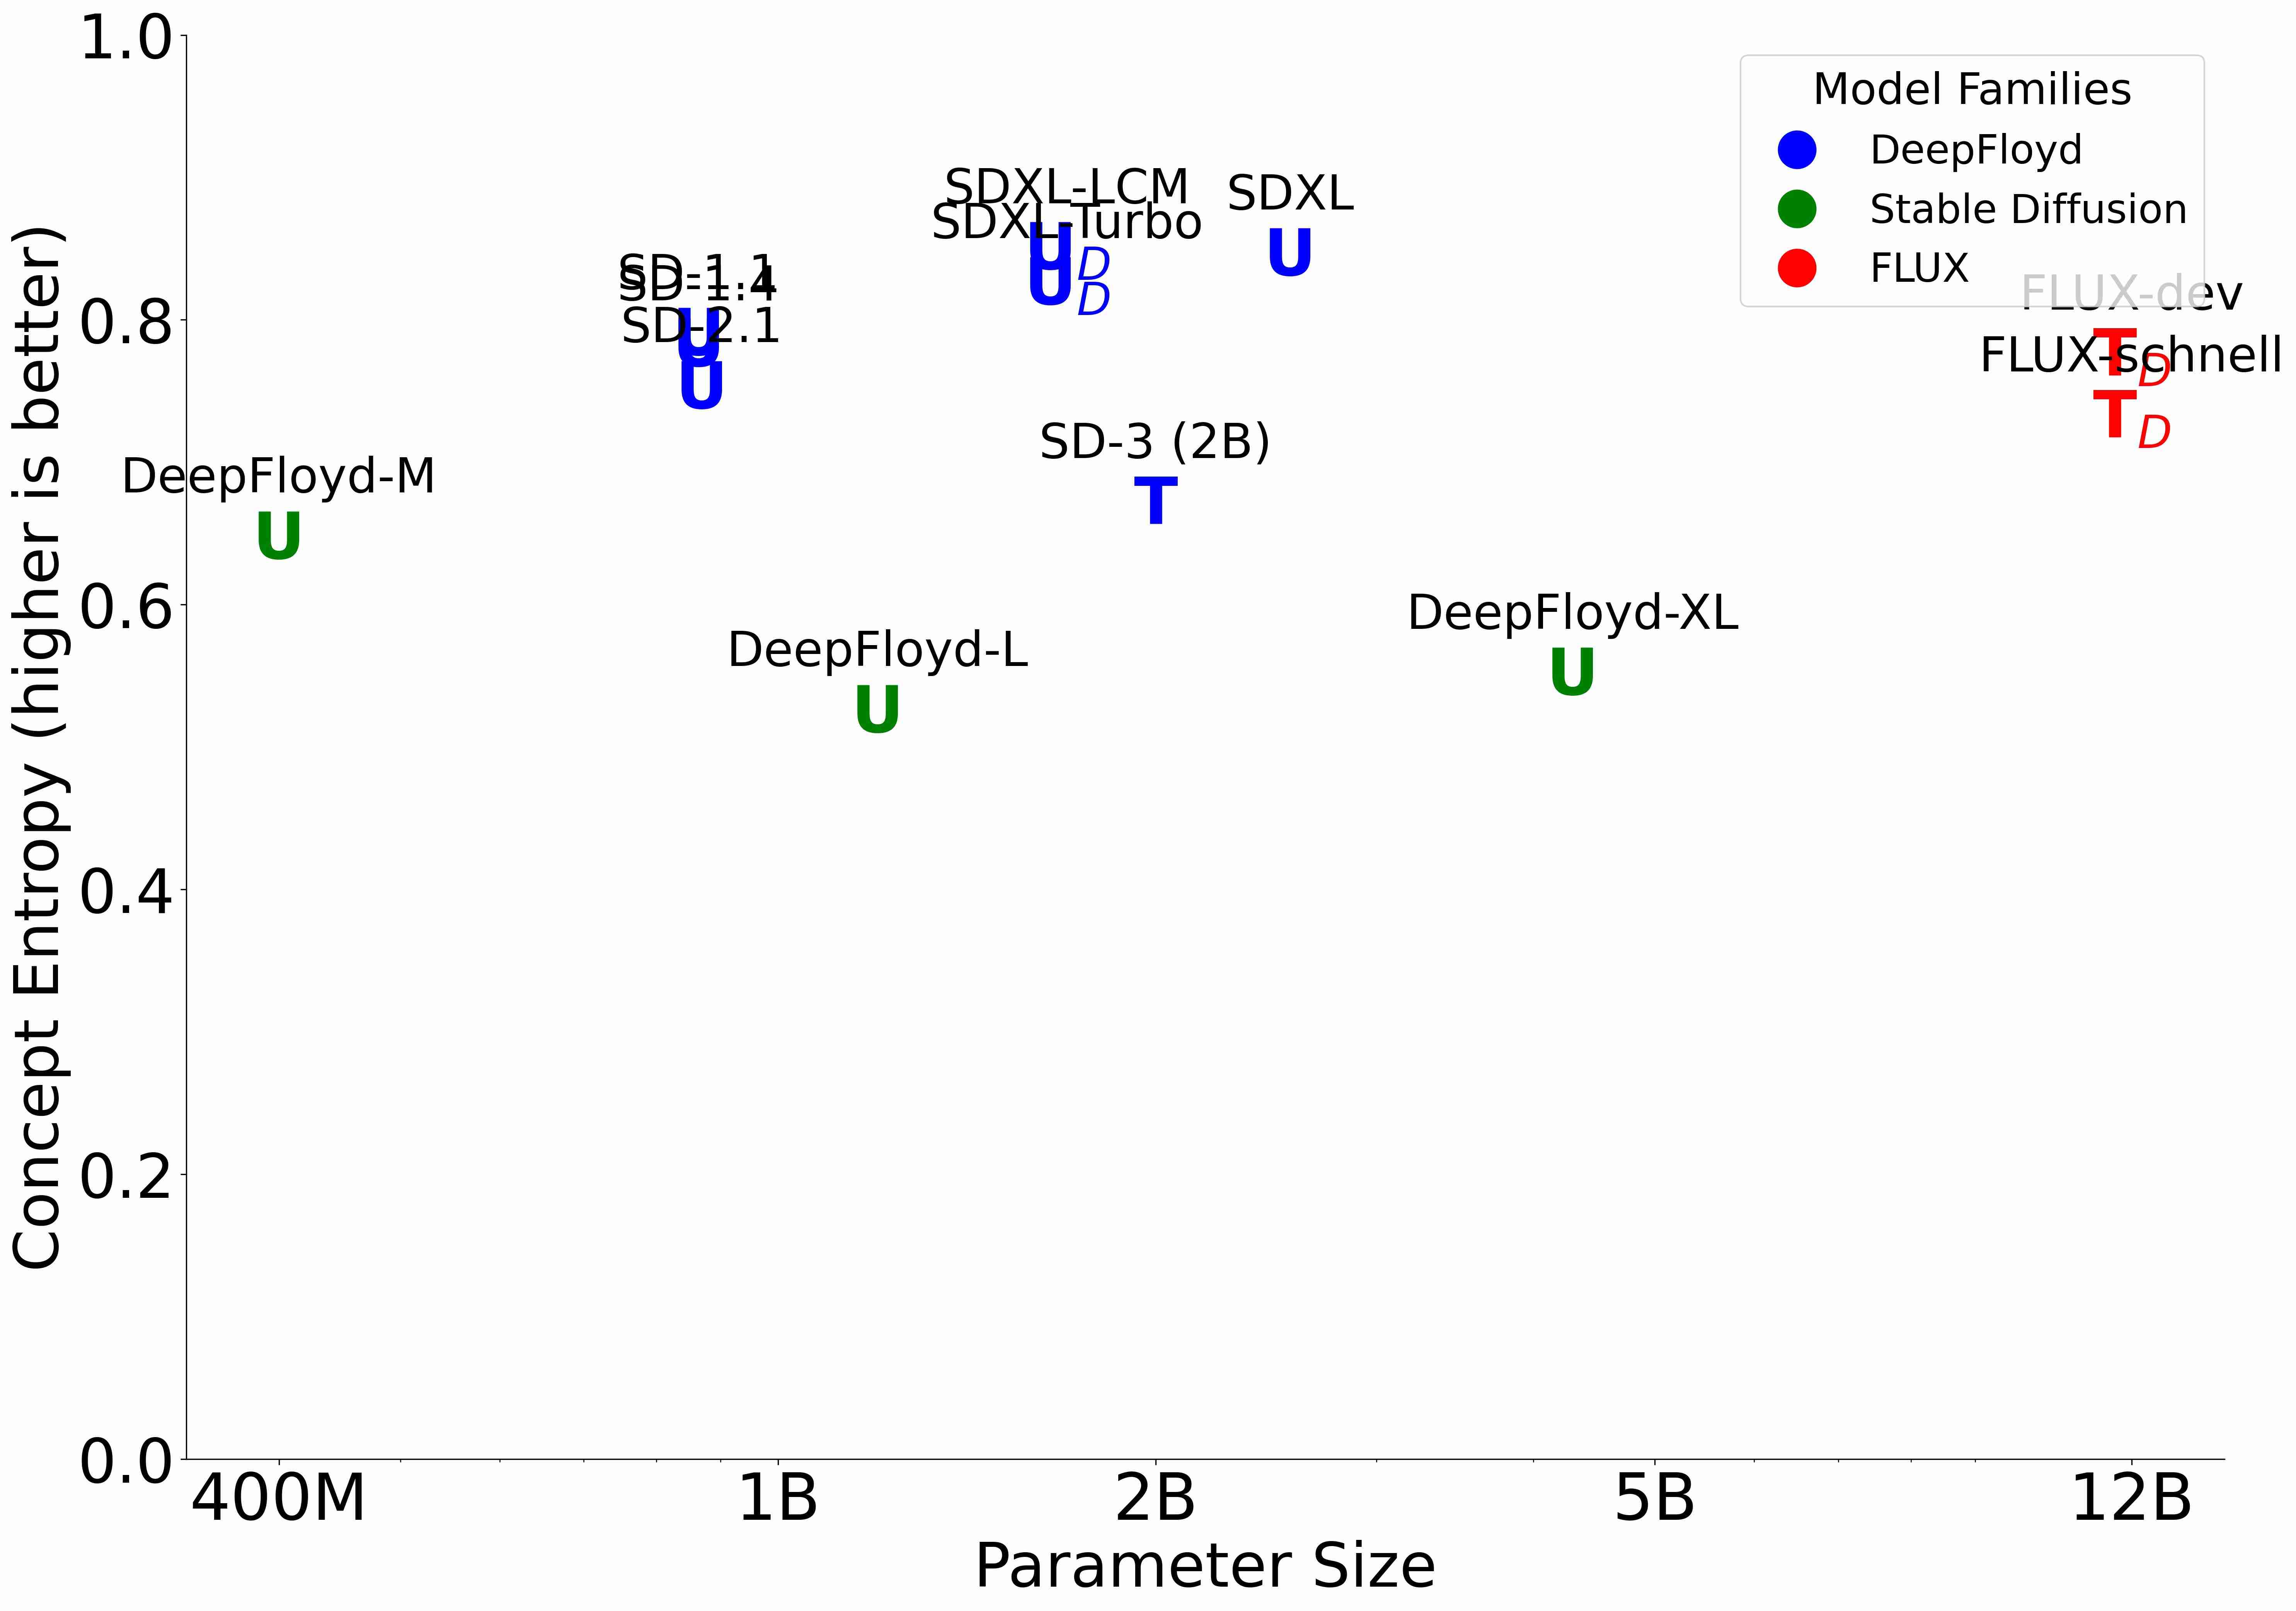 Concept Entropy (higher is better)
1.0
0.8
0.6
0.4
0.2
0.0
Model Families
DeepFloyd
Stable Diffusion
FLUX
SDXL-LCM
SDXL-Turbo
U D
U D
SDXL
U
SD-1.1
SD-1.4
SD-2.1
U
U
FLUX-dev
T D
FLUX-schnell
T D
SD-3 (2B)
T
DeepFloyd-M
U
DeepFloyd-L
U
DeepFloyd-XL
U
400M
1B
2B
5B
12B
Parameter Size